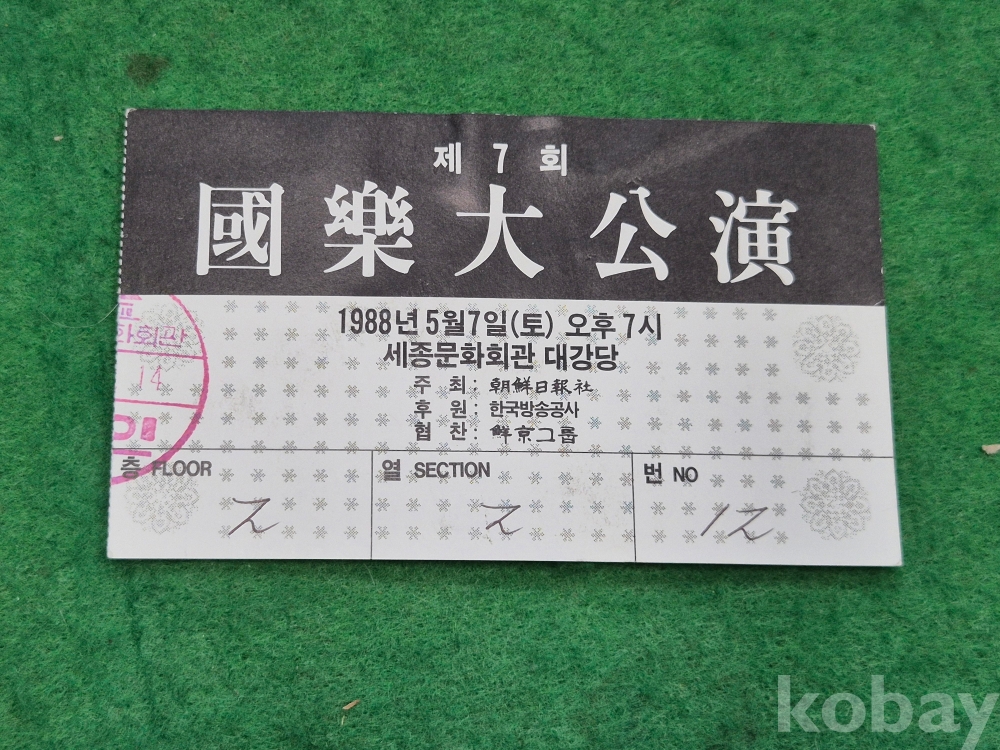 제 7 회
國樂大公演
1988년 5월7일(토) 오후 7시
세종문화회관 대강당
주 최 : 朝鮮日報社
후 원 : 한국방송공사
협 찬 : 鮮京그룹
화회관
14
층 FLOOR
열 SECTION
번 NO
2
2
12
kobay